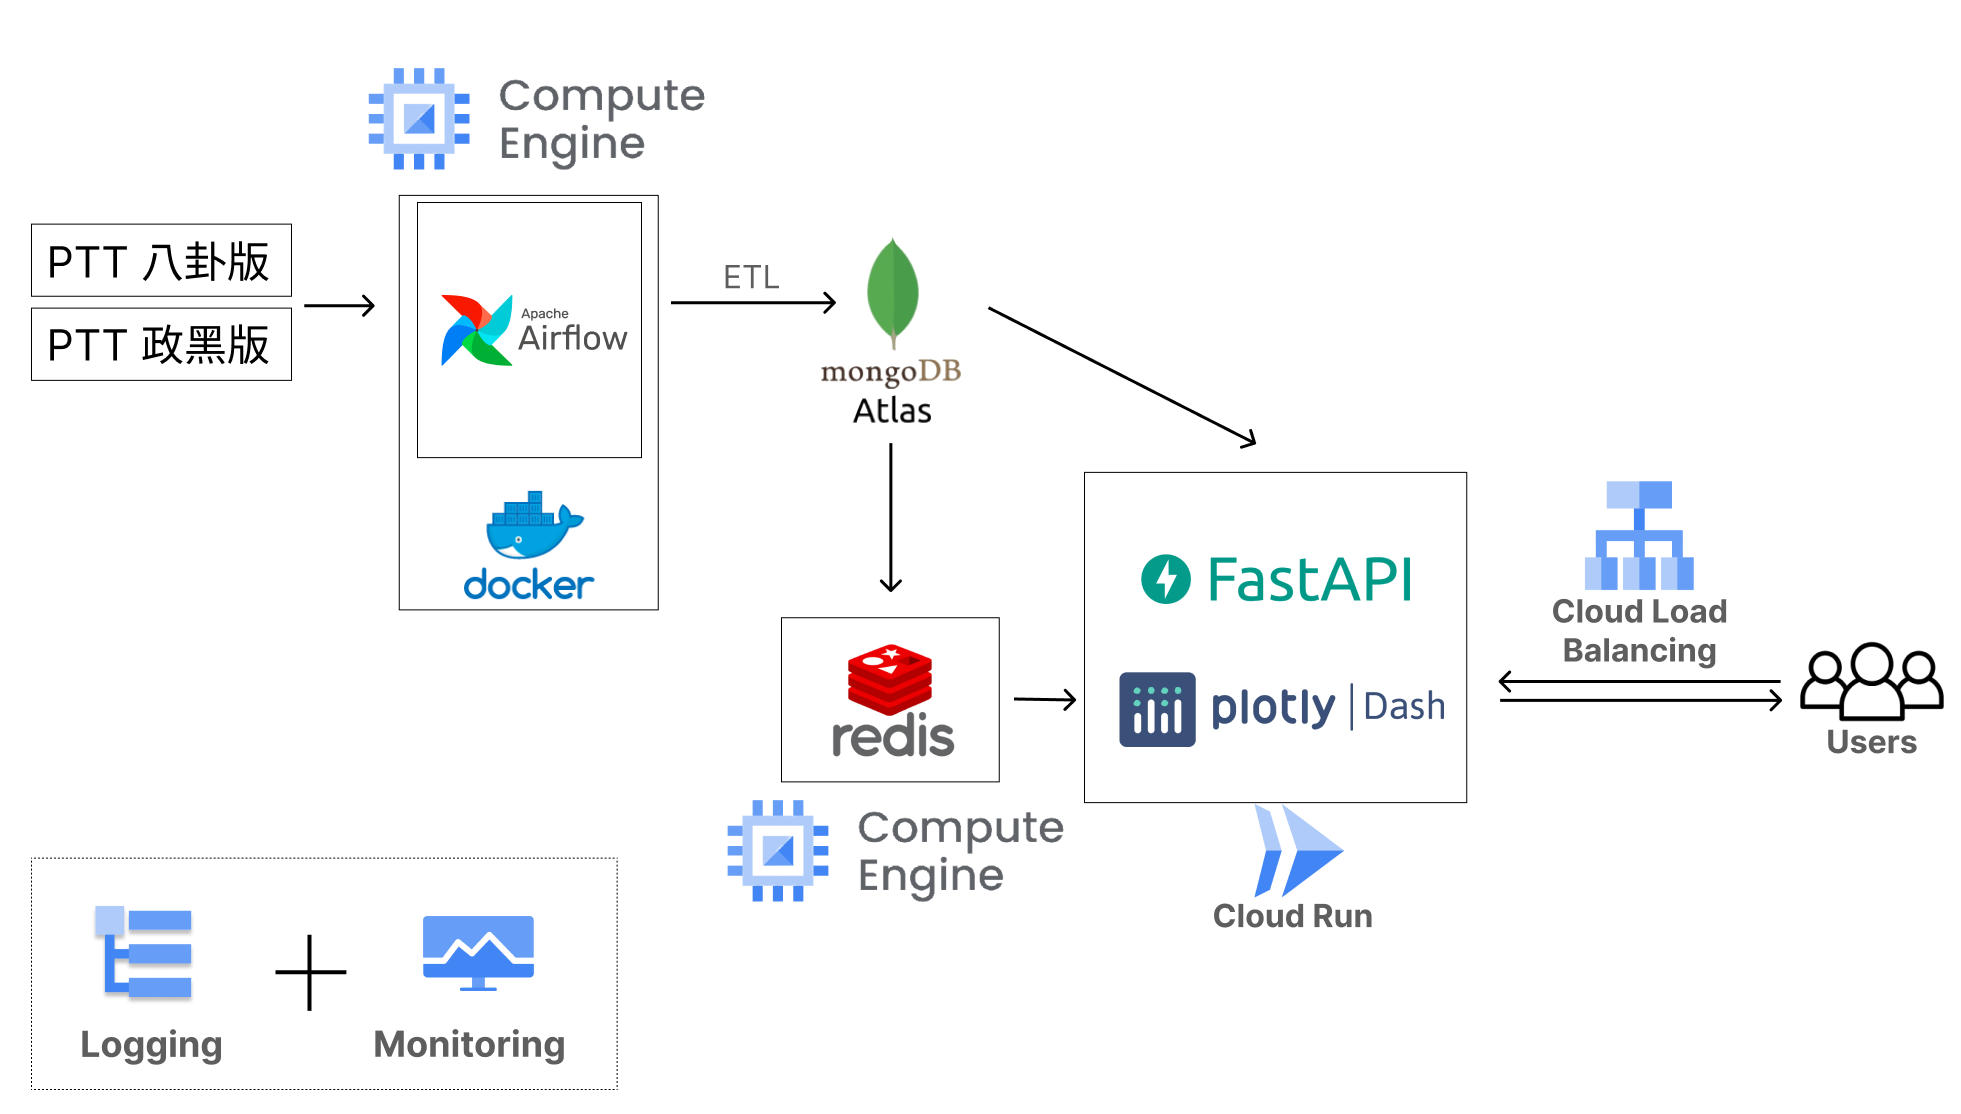 Compute
Engine
PTT 八卦版
PTT 政黑版
Apache
Airflow
docker
ETL
mongoDB
Atlas
redis
Compute
Engine
FastAPI
plotly | Dash
Cloud Run
Cloud Load
Balancing
Users
Logging
Monitoring